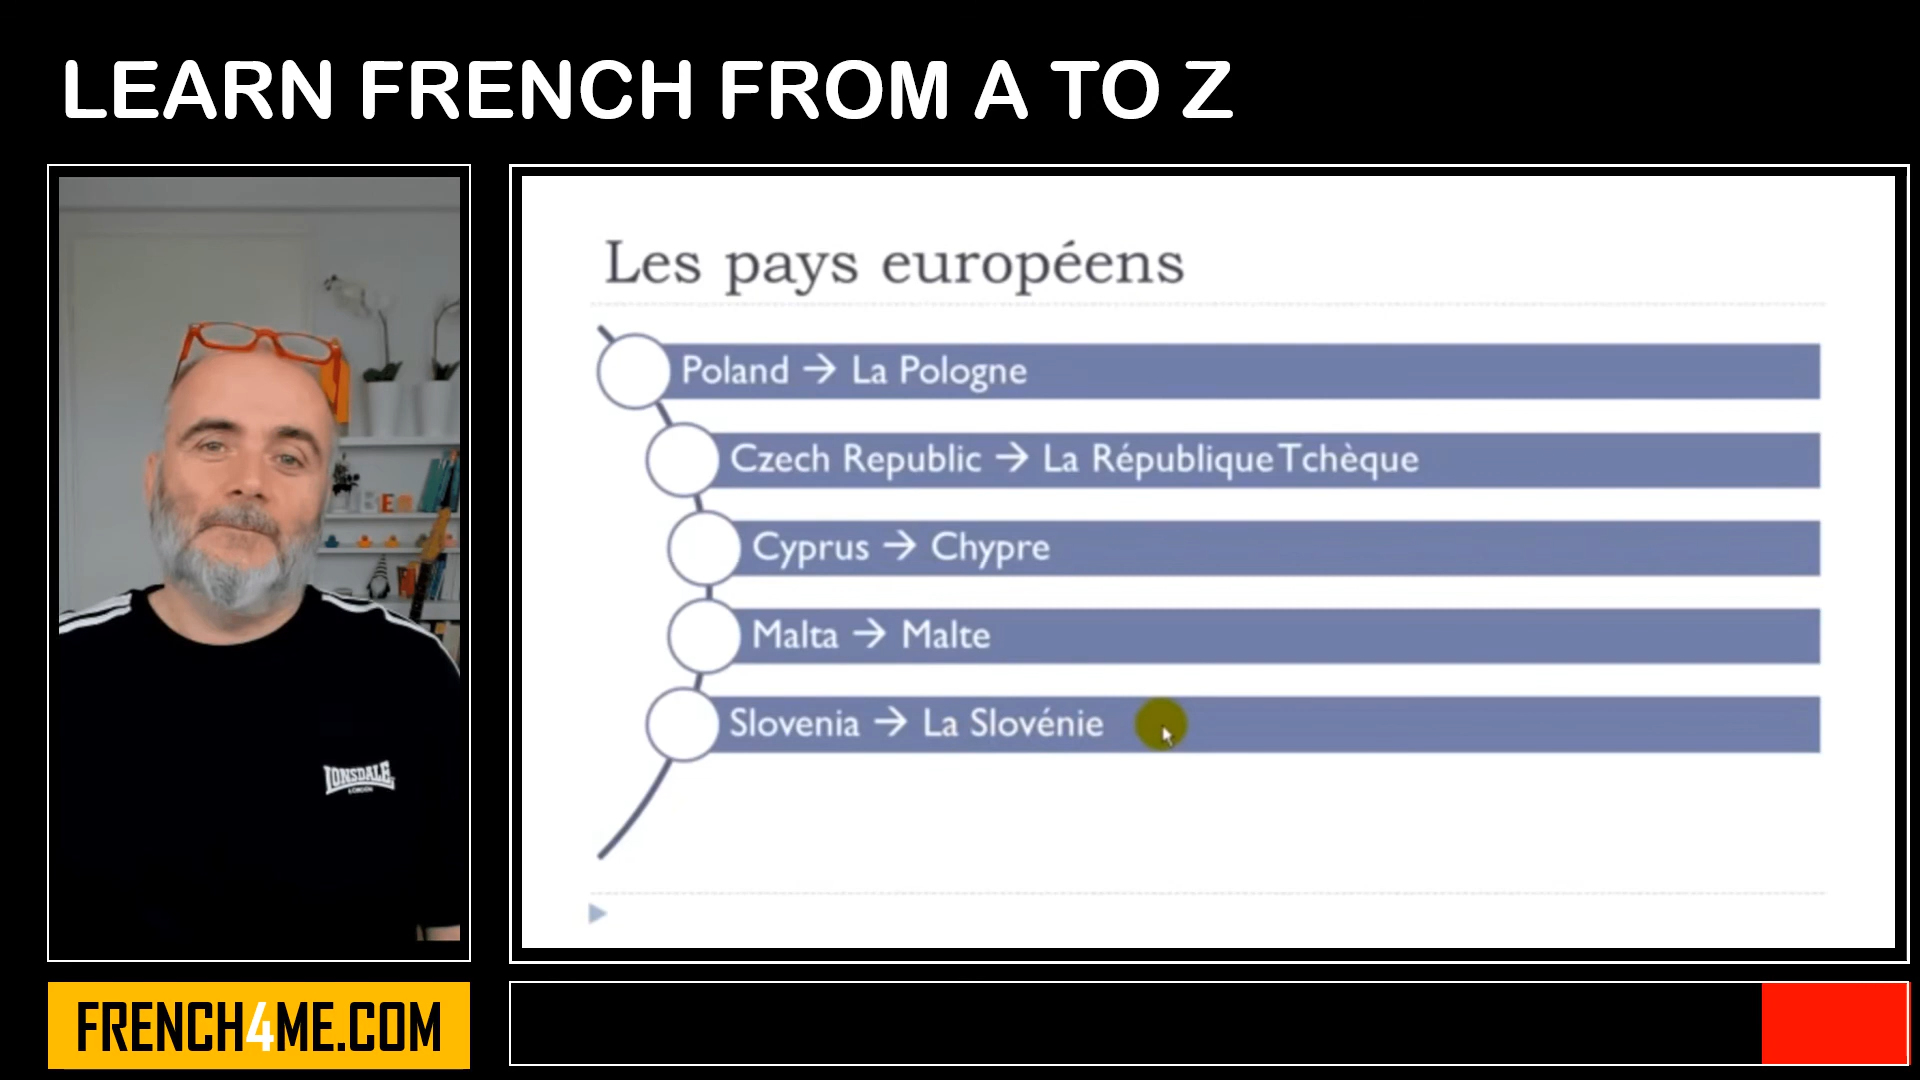 LEARN FRENCH FROM A TO Z
Les pays européens
Poland → La Pologne
Czech Republic → La République Tchèque
Cyprus → Chypre
Malta → Malte
Slovenia → La Slovénie
LONSDALE
LONDON
FRENCH4ME.COM